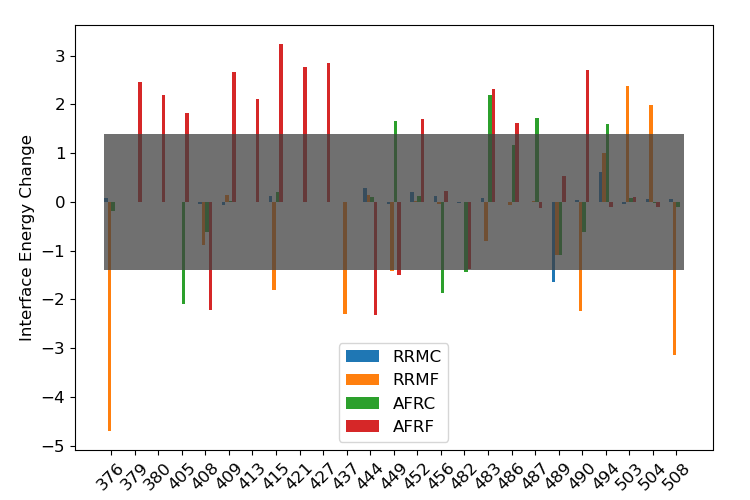 Interface Energy Change
3
2
1
0
−1
−2
−3
−4
−5
RRMC
RRMF
AFRC
AFRF
376 379 380 405 408 409 413 415 421 427 437 444 449 452 456 482 483 486 487 489 490 494 503 504 508